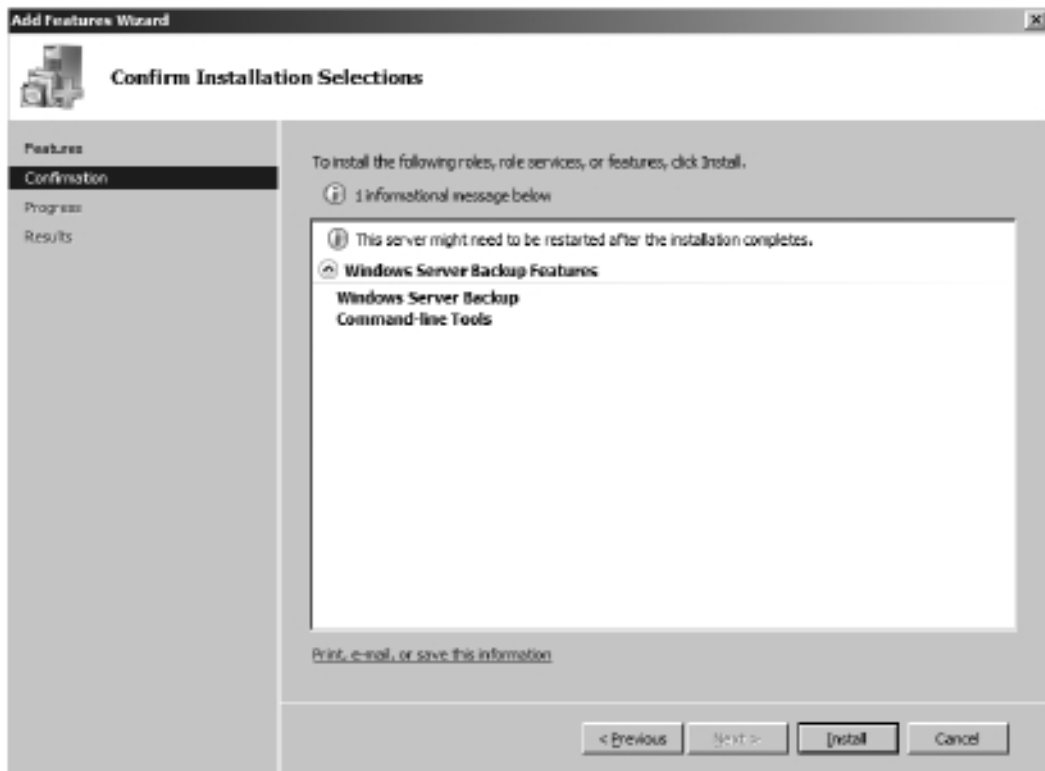 Add Features Wizard
Confirm Installation Selections
Features
Confirmation
Progress
Results
To install the following roles, role services, or features, click Install.
1 informational message below
This server might need to be restarted after the installation completes.
Windows Server Backup Features
Windows Server Backup
Command-line Tools
Print, e-mail, or save this information
< Previous
Next >
Install
Cancel